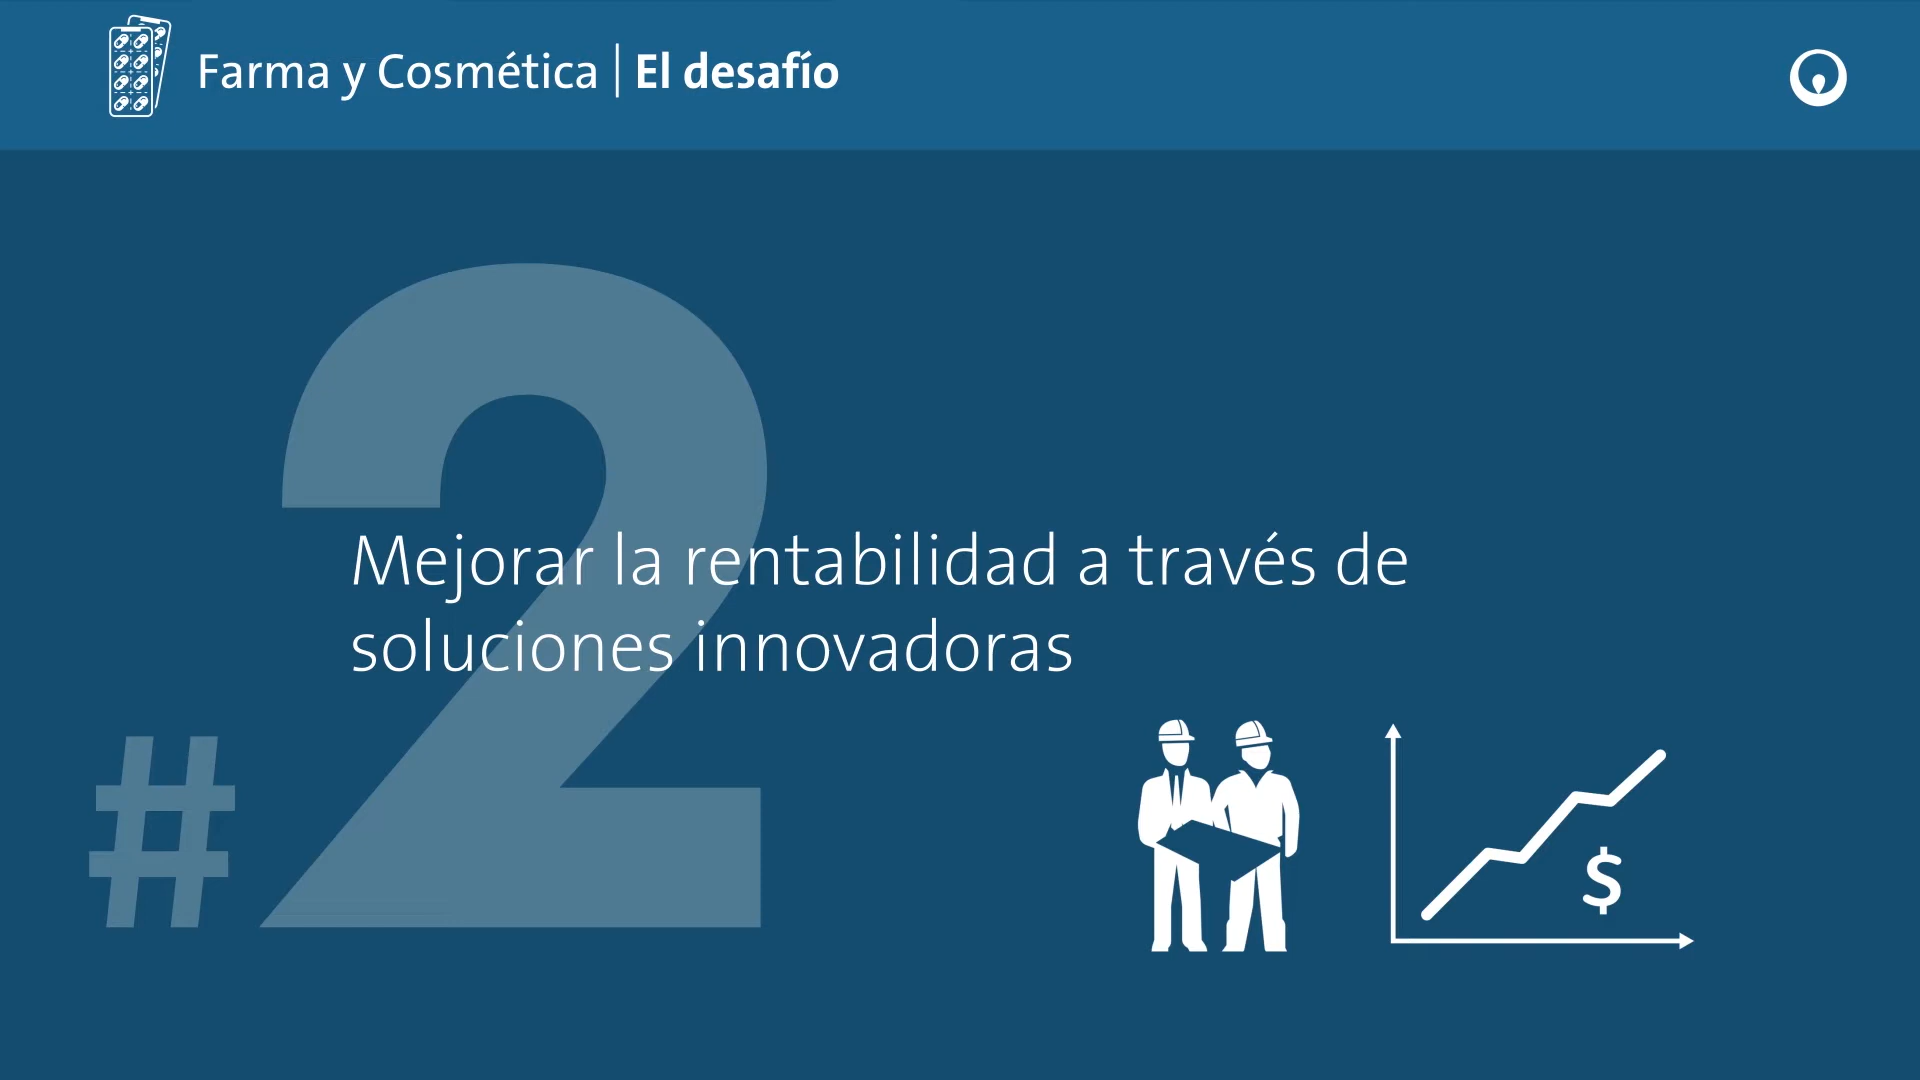 Farma y Cosmética | El desafío
#2
Mejorar la rentabilidad a través de
soluciones innovadoras
$